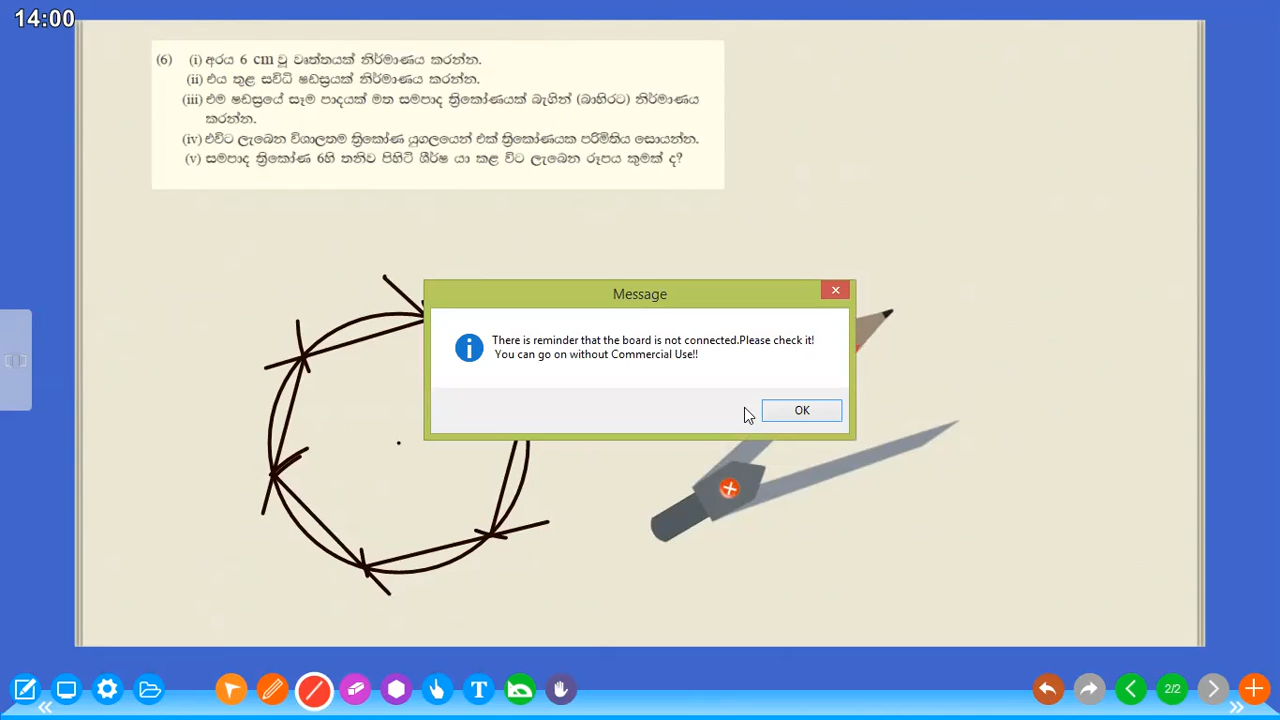 14:00
(6) (i) අරය 6 cm වූ වෘත්තයක් නිර්මාණය කරන්න.
(ii) එය තුළ සවිධි ෂඩස්‍රයක් නිර්මාණය කරන්න.
(iii) එම ෂඩස්‍රයේ සෑම පාදයක් මත සමපාද ත්‍රිකෝණයක් බැගින් (බාහිරව) නිර්මාණය
කරන්න.
(iv) එවිට ලැබෙන විශාලතම ත්‍රිකෝණ යුගලයෙන් එක් ත්‍රිකෝණයක පරිමිතිය සොයන්න.
(v) සමපාද ත්‍රිකෝණ 6හි තනිව පිහිටි ශීර්ෂ යා කළ විට ලැබෙන රූපය කුමක් ද?
Message
There is reminder that the board is not connected.Please check it!
You can go on without Commercial Use!!
OK
T
2/2